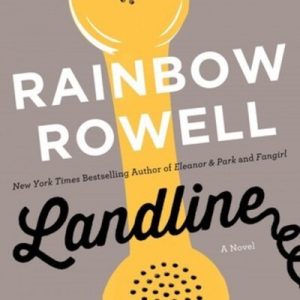 RAINBOW
ROWELL
New York Times Bestselling Author of Eleanor & Park and Fangirl
Landline
A Novel